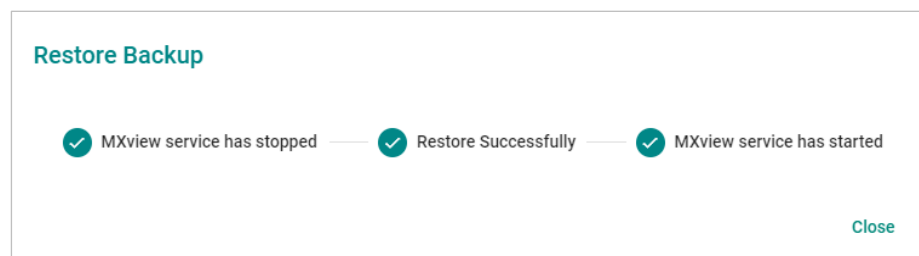 Restore Backup
MXview service has stopped Restore Successfully MXview service has started
Close